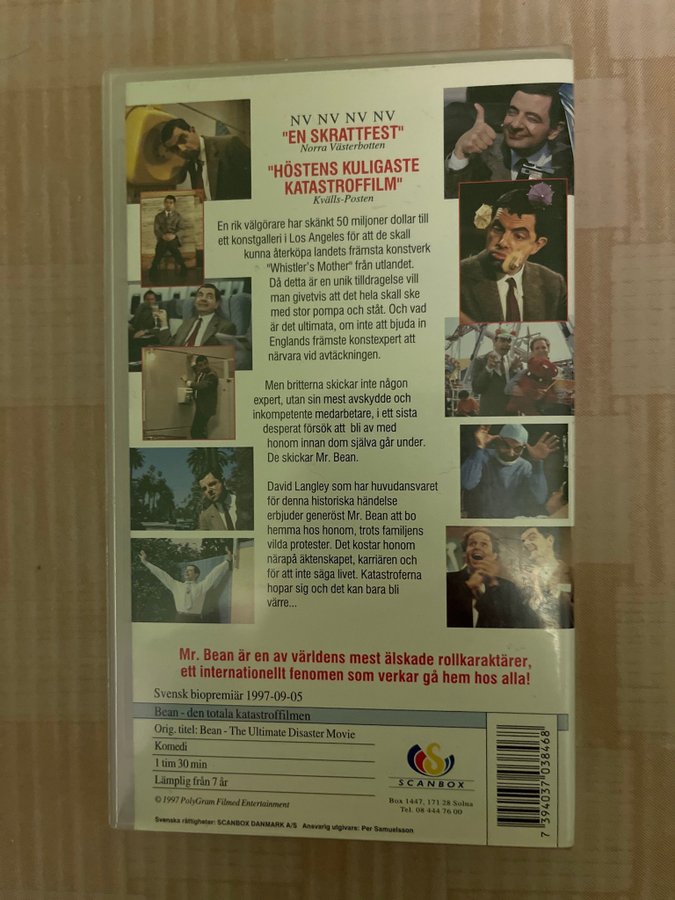 NV NV NV NV
"EN SKRATTFEST"
Norra Västerbotten
"HÖSTENS KULIGASTE
KATASTROFFILM"
Kvälls-Posten
En rik välgörare har skänkt 50 miljoner dollar till
ett konstgalleri i Los Angeles för att de skall
kunna återköpa landets främsta konstverk
"Whistler's Mother" från utlandet.
Då detta är en unik tilldragelse vill
man givetvis att det hela skall ske
med stor pompa och ståt. Och vad
är det ultimata, om inte att bjuda in
Englands främste konstexpert att
närvara vid avtäckningen.
Men britterna skickar inte någon
expert, utan sin mest avskydde och
inkompetente medarbetare, i ett sista
desperat försök att bli av med
honom innan dom själva går under.
De skickar Mr. Bean.
David Langley som har huvudansvaret
för denna historiska händelse
erbjuder generöst Mr. Bean att bo
hemma hos honom, trots familjens
vilda protester. Det kostar honom
närapå äktenskapet, karriären och
för att inte säga livet. Katastroferna
hopar sig och det kan bara bli
värre...
Mr. Bean är en av världens mest älskade rollkaraktärer,
ett internationellt fenomen som verkar gå hem hos alla!
Svensk biopremiär 1997-09-05
Bean - den totala katastroffilmen
Orig. titel: Bean - The Ultimate Disaster Movie
Komedi
1 tim 30 min
Lämplig från 7 år
© 1997 PolyGram Filmed Entertainment
SCANBOX
Box 1447, 171 28 Solna
Tel. 08 444 76 00
Svenska rättigheter: SCANBOX DANMARK A/S Ansvarig utgivare: Per Samuelsson
7 394037 038468